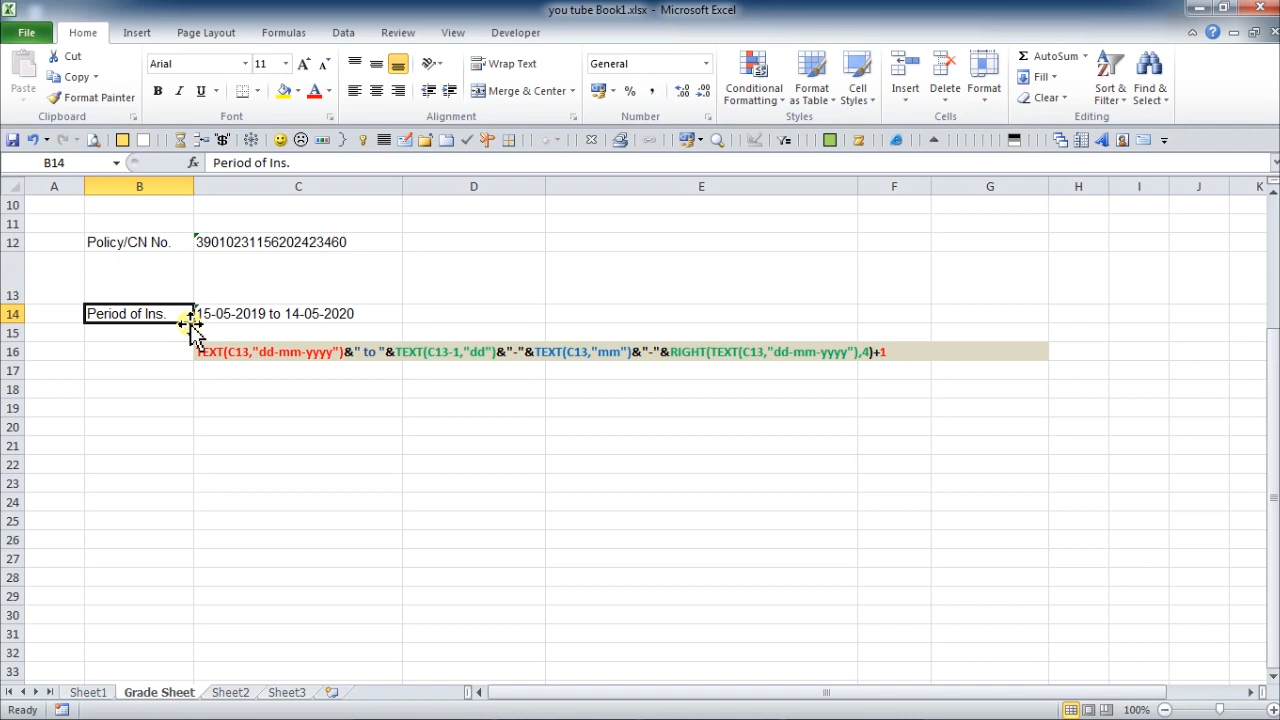 you tube Book1.xlsx - Microsoft Excel
File Home Insert Page Layout Formulas Data Review View Developer
Cut
Copy
Format Painter
Paste
Clipboard
Arial 11
B I U
Font
Wrap Text
Merge & Center
Alignment
General
Number
Conditional Formatting
Format as Table
Cell Styles
Styles
Insert Delete Format
Cells
AutoSum
Fill
Clear
Sort & Filter
Find & Select
Editing
B14 fx Period of Ins.
A B C D E F G H I J K
10
11
12 Policy/CN No. 39010231156202423460
13
14 Period of Ins. 15-05-2019 to 14-05-2020
15
16 TEXT(C13,"dd-mm-yyyy")&" to "&TEXT(C13-1,"dd")&"-"&TEXT(C13,"mm")&"-"&RIGHT(TEXT(C13,"dd-mm-yyyy"),4)+1
17
18
19
20
21
22
23
24
25
26
27
28
29
30
31
32
33
Sheet1 Grade Sheet Sheet2 Sheet3
Ready 100%